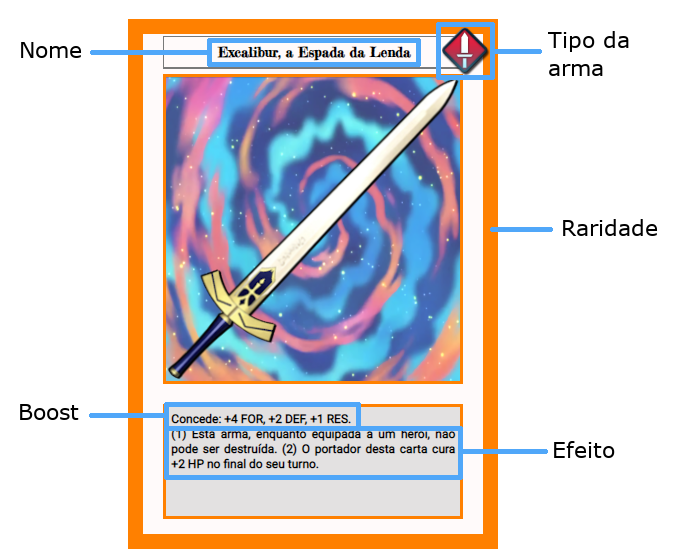 Nome
Excalibur, a Espada da Lenda
Tipo da
arma
Raridade
Boost
Concede: +4 FOR, +2 DEF, +1 RES.
(1) Esta arma, enquanto equipada a um herói, não
pode ser destruída. (2) O portador desta carta cura
+2 HP no final do seu turno.
Efeito